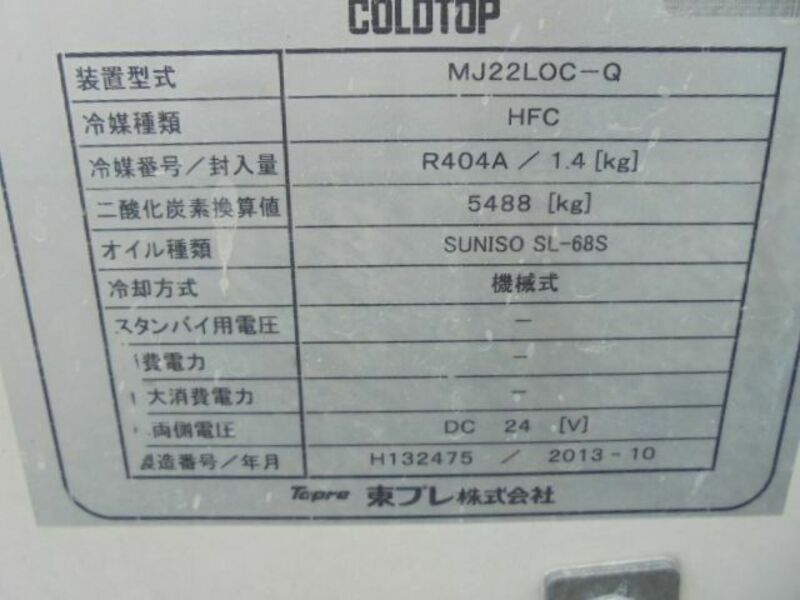 COLDTOP
装置型式 MJ22LOC-Q
冷媒種類 HFC
冷媒番号/封入量 R404A / 1.4 [kg]
二酸化炭素換算値 5488 [kg]
オイル種類 SUNISO SL-68S
冷却方式 機械式
スタンバイ用電圧 -
費電力 -
大消費電力 -
両側電圧 DC 24 [V]
製造番号/年月 H132475 / 2013-10
Topre 東プレ株式会社